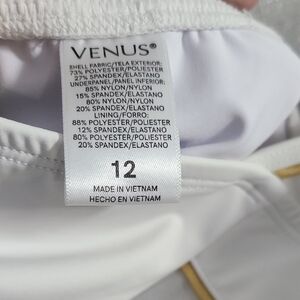 VENUS®
SHELL FABRIC/TELA EXTERIOR:
73% POLYESTER/POLIESTER
27% SPANDEX/ELASTANO
UNDERPANEL/PANEL INFERIOR:
85% NYLON/NYLON
15% SPANDEX/ELASTANO
80% NYLON/NYLON
20% SPANDEX/ELASTANO
LINING/FORRO:
88% POLYESTER/POLIESTER
12% SPANDEX/ELASTANO
80% POLYESTER/POLIESTER
20% SPANDEX/ELASTANO
12
MADE IN VIETNAM
HECHO EN VIETNAM